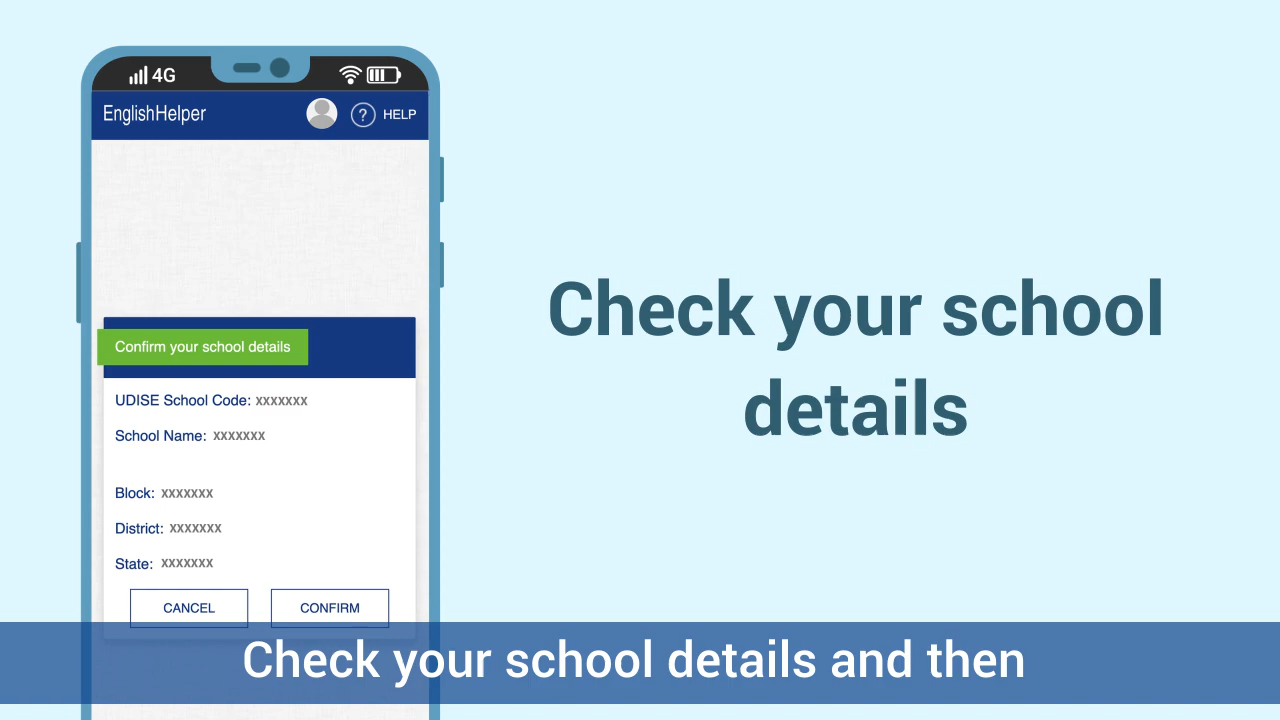 4G
EnglishHelper
? HELP
Confirm your school details
UDISE School Code: xxxxxxx
School Name: xxxxxxx
Block: xxxxxxx
District: xxxxxxx
State: xxxxxxx
CANCEL CONFIRM
Check your school
details
Check your school details and then